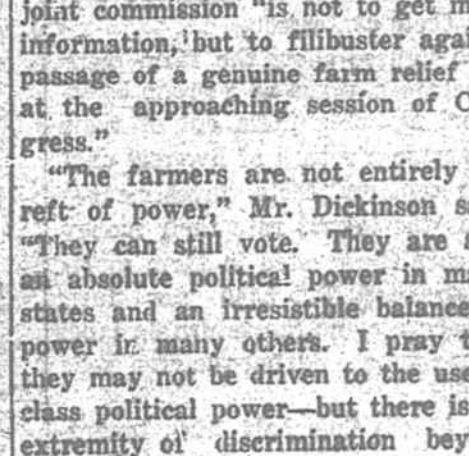 joint commission "is not to get m
information, but to filibuster agai
passage of a genuine farm relief
at the approaching session of C
gress."
"The farmers are not entirely
reft of power," Mr. Dickinson s
"They can still vote. They are
an absolute political power in m
states and an irresistible balance
power in many others. I pray t
they may not be driven to the use
class political power—but there is
extremity of discrimination bey